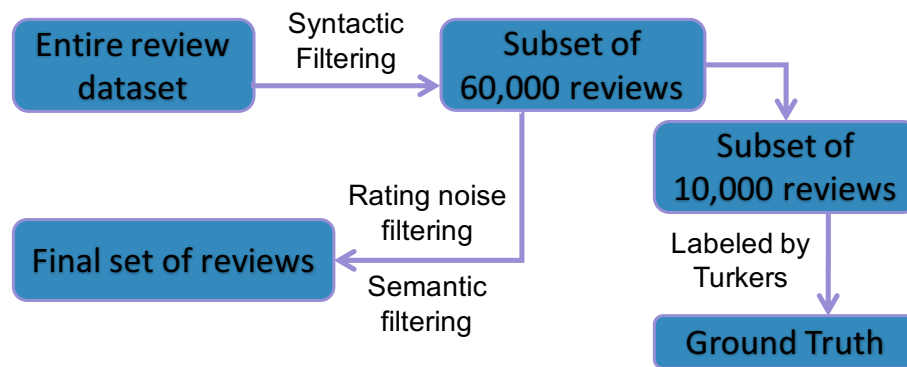 Entire review
dataset
Syntactic
Filtering
Subset of
60,000 reviews
Subset of
10,000 reviews
Rating noise
filtering
Final set of reviews
Semantic
filtering
Labeled by
Turkers
Ground Truth